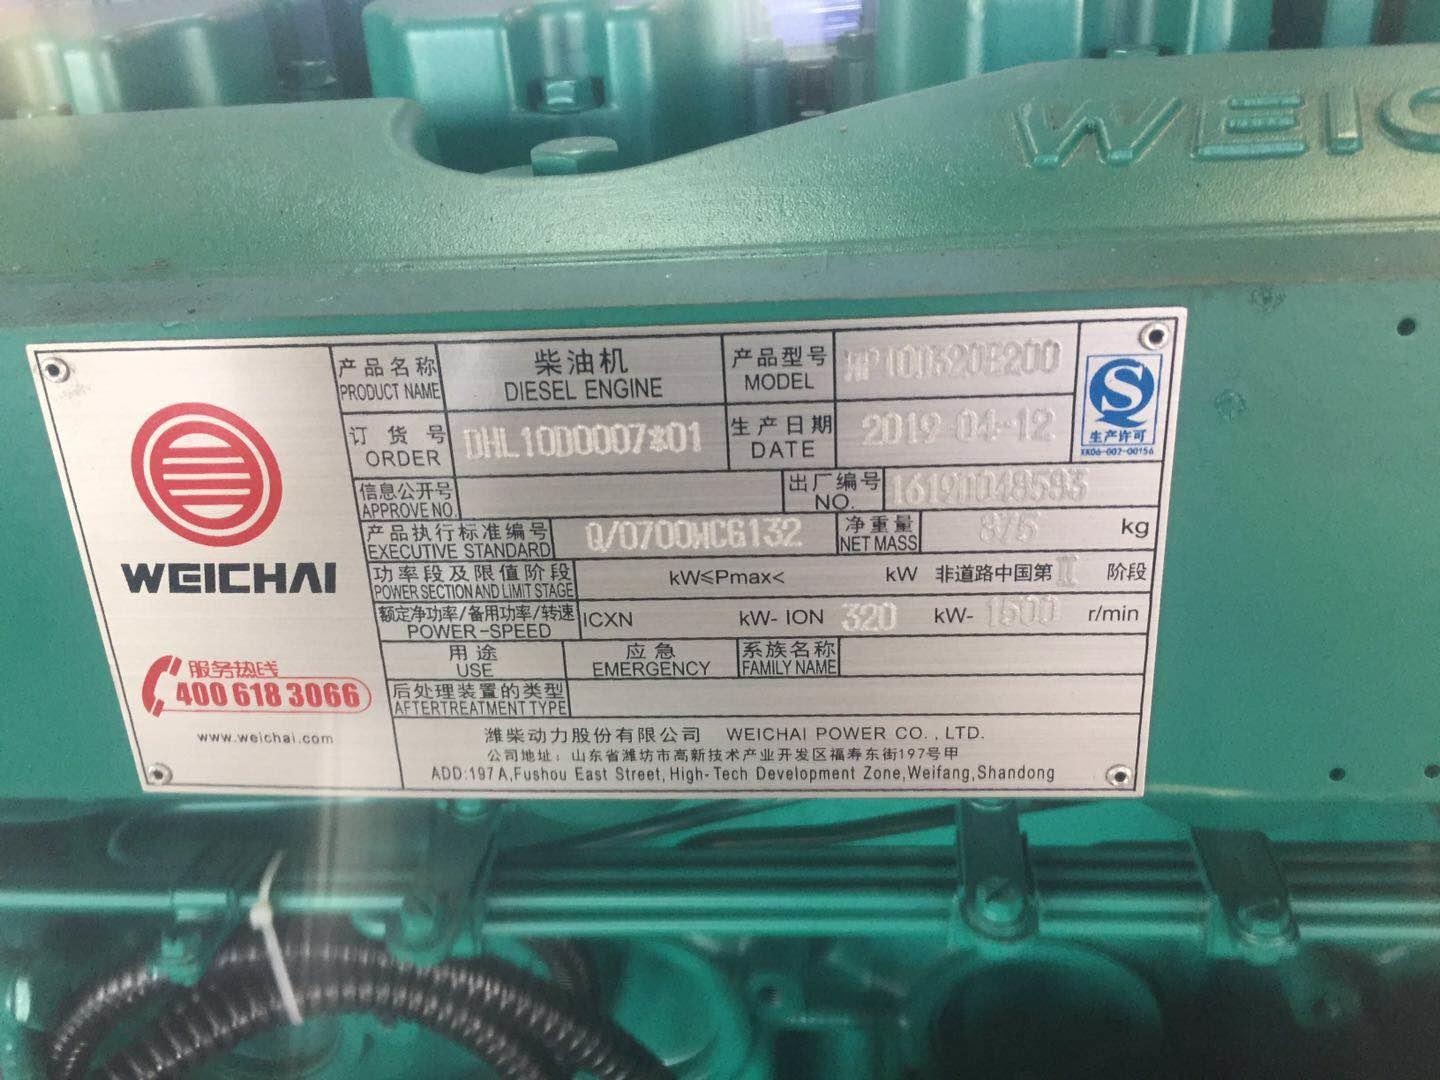 WEIC
产品名称
PRODUCT NAME
柴油机
DIESEL ENGINE
产品型号
MODEL
WP10D320E200
订货号
ORDER
DHL10D0007*01
生产日期
DATE
2019-04-12
生产许可
XK06-002-00156
信息公开号
APPROVE NO.
出厂编号
NO.
产品执行标准编号
EXECUTIVE STANDARD
Q/0700WCG132
净重量
NET MASS
875
kg
功率段及限值阶段
POWER SECTION AND LIMIT STAGE
kW≤Pmax< kW 非道路中国第 II 阶段
额定净功率/备用功率/转速
POWER-SPEED
ICXN kW- ION 320 kW- 1500 r/min
用途
USE
应急
EMERGENCY
系族名称
FAMILY NAME
后处理装置的类型
AFTERTREATMENT TYPE
潍柴动力股份有限公司 WEICHAI POWER CO., LTD.
公司地址：山东省潍坊市高新技术产业开发区福寿东街197号甲
ADD:197 A,Fushou East Street,High-Tech Development Zone,Weifang,Shandong
WEICHAI
服务热线
400 618 3066
www.weichai.com